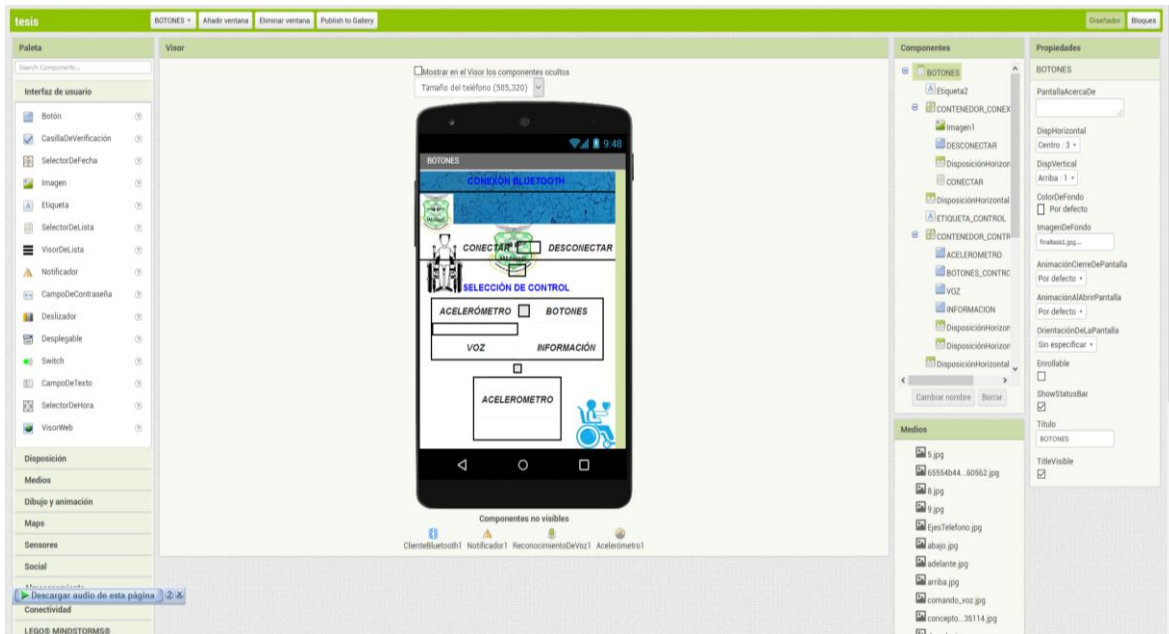 tesis
BOTONES
Añadir ventana
Eliminar ventana
Publish to Gallery
Diseñador
Bloques
Paleta
Search Components...
Interfaz de usuario
Botón
CasillaDeVerificación
SelectorDeFecha
Imagen
Etiqueta
SelectorDeLista
VisorDeLista
Notificador
CampoDeContraseña
Deslizador
Desplegable
Switch
CampoDeTexto
SelectorDeHora
VisorWeb
Disposición
Medios
Dibujo y animación
Maps
Sensores
Social
Descargar audio de esta página
Conectividad
LEGO® MINDSTORMS®
Visor
Mostrar en el Visor los componentes ocultos
Tamaño del teléfono (505,320)
9:48
BOTONES
CONEXÓN BLUETOOTH
CONECTAR
DESCONECTAR
SELECCIÓN DE CONTROL
ACELERÓMETRO
BOTONES
VOZ
INFORMACIÓN
ACELEROMETRO
Componentes no visibles
ClienteBluetooth1
Notificador1
ReconocimientoDeVoz1
Acelerómetro1
Componentes
BOTONES
Etiqueta2
CONTENEDOR_CONEX
Imagen1
DESCONECTAR
DisposiciónHorizon
CONECTAR
DisposiciónHorizontal
ETIQUETA_CONTROL
CONTENEDOR_CONTR
ACELEROMETRO
BOTONES_CONTRC
VOZ
INFORMACION
DisposiciónHorizon
DisposiciónHorizon
DisposiciónHorizontal
Cambiar nombre
Borrar
Medios
5.jpg
65554b44...60562.jpg
8.jpg
9.jpg
EjesTelefono.jpg
abajo.jpg
adelante.jpg
arriba.jpg
comando_voz.jpg
concepto...35114.jpg
Propiedades
BOTONES
PantallaAcercaDe
DispHorizontal
Centro : 3
DispVertical
Arriba : 1
ColorDeFondo
Por defecto
ImagenDeFondo
AnimaciónCierreDePantalla
Por defecto
AnimaciónAlAbrirPantalla
Por defecto
OrientaciónDeLaPantalla
Sin especificar
Enrollable
ShowStatusBar
Título
BOTONES
TitleVisible